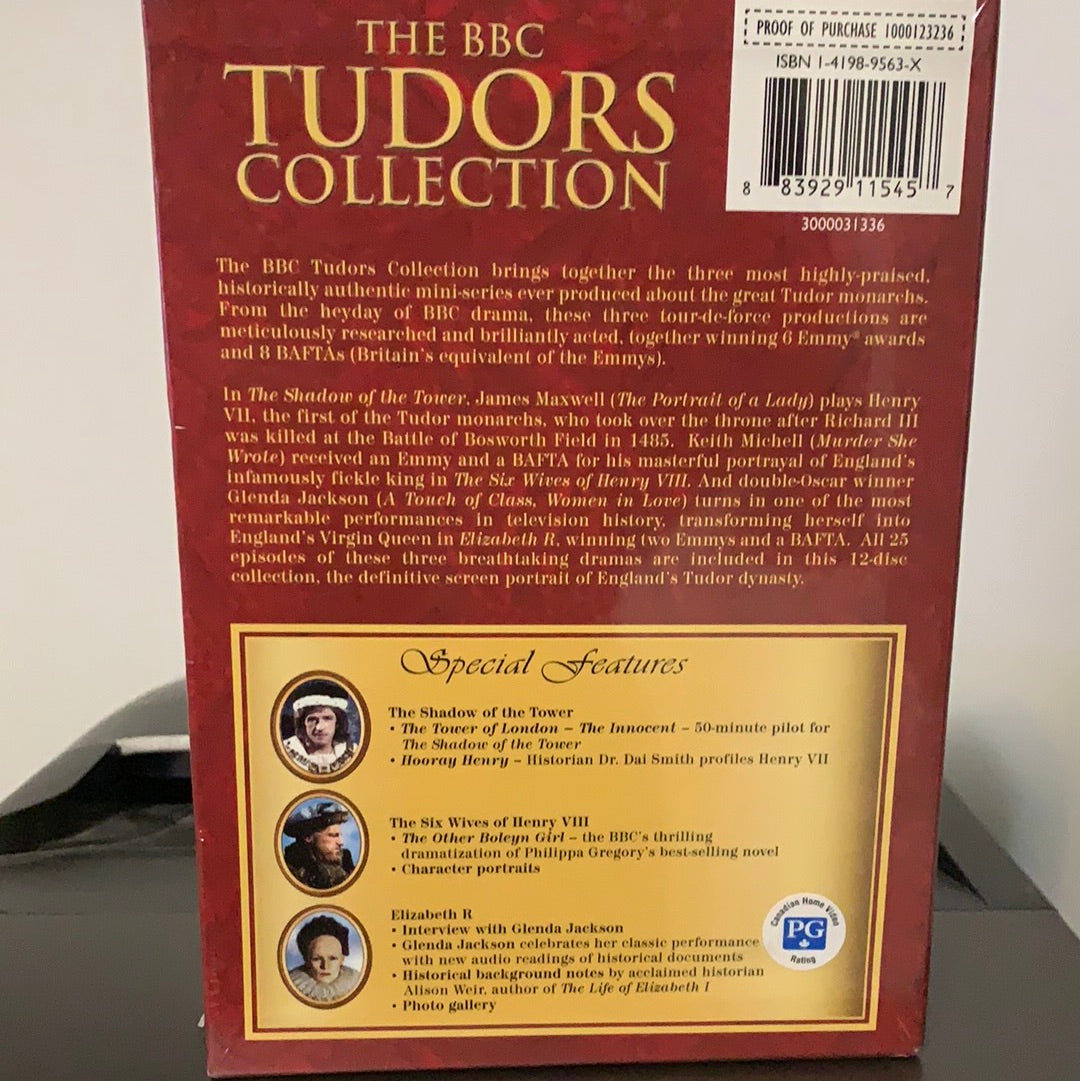 THE BBC
TUDORS
COLLECTION
PROOF OF PURCHASE 1000123236
ISBN 1-4198-9563-X
8 83929 11545 7
3000031336
The BBC Tudors Collection brings together the three most highly-praised,
historically authentic mini-series ever produced about the great Tudor monarchs.
From the heyday of BBC drama, these three tour-de-force productions are
meticulously researched and brilliantly acted, together winning 6 Emmy® awards
and 8 BAFTAs (Britain's equivalent of the Emmys).
In The Shadow of the Tower, James Maxwell (The Portrait of a Lady) plays Henry
VII, the first of the Tudor monarchs, who took over the throne after Richard III
was killed at the Battle of Bosworth Field in 1485. Keith Michell (Murder She
Wrote) received an Emmy and a BAFTA for his masterful portrayal of England's
infamously fickle king in The Six Wives of Henry VIII. And double-Oscar winner
Glenda Jackson (A Touch of Class, Women in Love) turns in one of the most
remarkable performances in television history, transforming herself into
England's Virgin Queen in Elizabeth R, winning two Emmys and a BAFTA. All 25
episodes of these three breathtaking dramas are included in this 12-disc
collection, the definitive screen portrait of England's Tudor dynasty.
Special Features
The Shadow of the Tower
• The Tower of London – The Innocent – 50-minute pilot for
The Shadow of the Tower
• Hooray Henry – Historian Dr. Dai Smith profiles Henry VII
The Six Wives of Henry VIII
• The Other Boleyn Girl – the BBC's thrilling
dramatization of Philippa Gregory's best-selling novel
• Character portraits
Elizabeth R
• Interview with Glenda Jackson
• Glenda Jackson celebrates her classic performance
with new audio readings of historical documents
• Historical background notes by acclaimed historian
Alison Weir, author of The Life of Elizabeth I
• Photo gallery
Canadian Home Video
PG
Rating